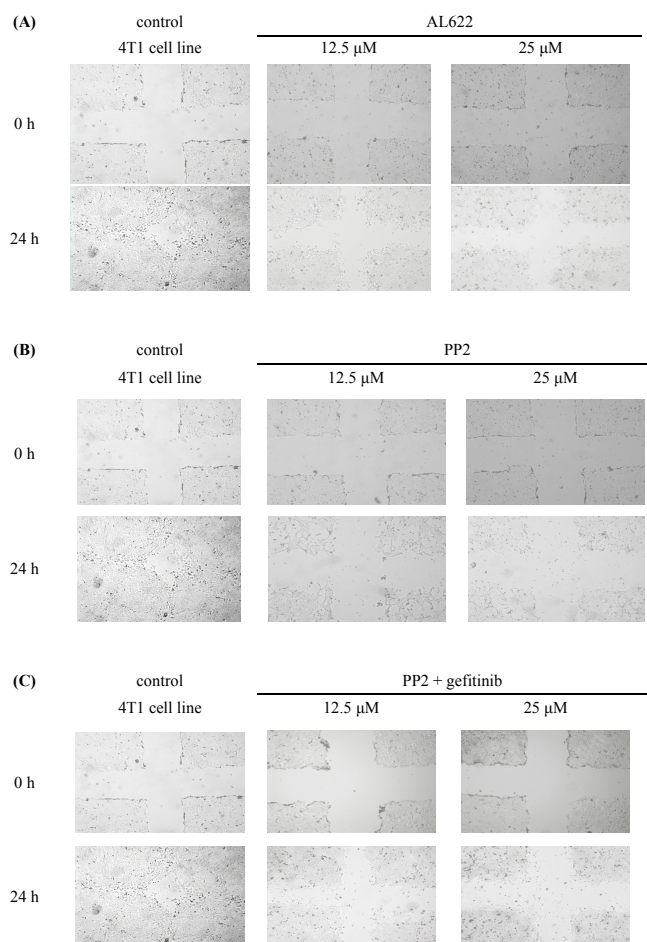 (A) control AL622
4T1 cell line 12.5 μM 25 μM
0 h
24 h
(B) control PP2
4T1 cell line 12.5 μM 25 μM
0 h
24 h
(C) control PP2 + gefitinib
4T1 cell line 12.5 μM 25 μM
0 h
24 h